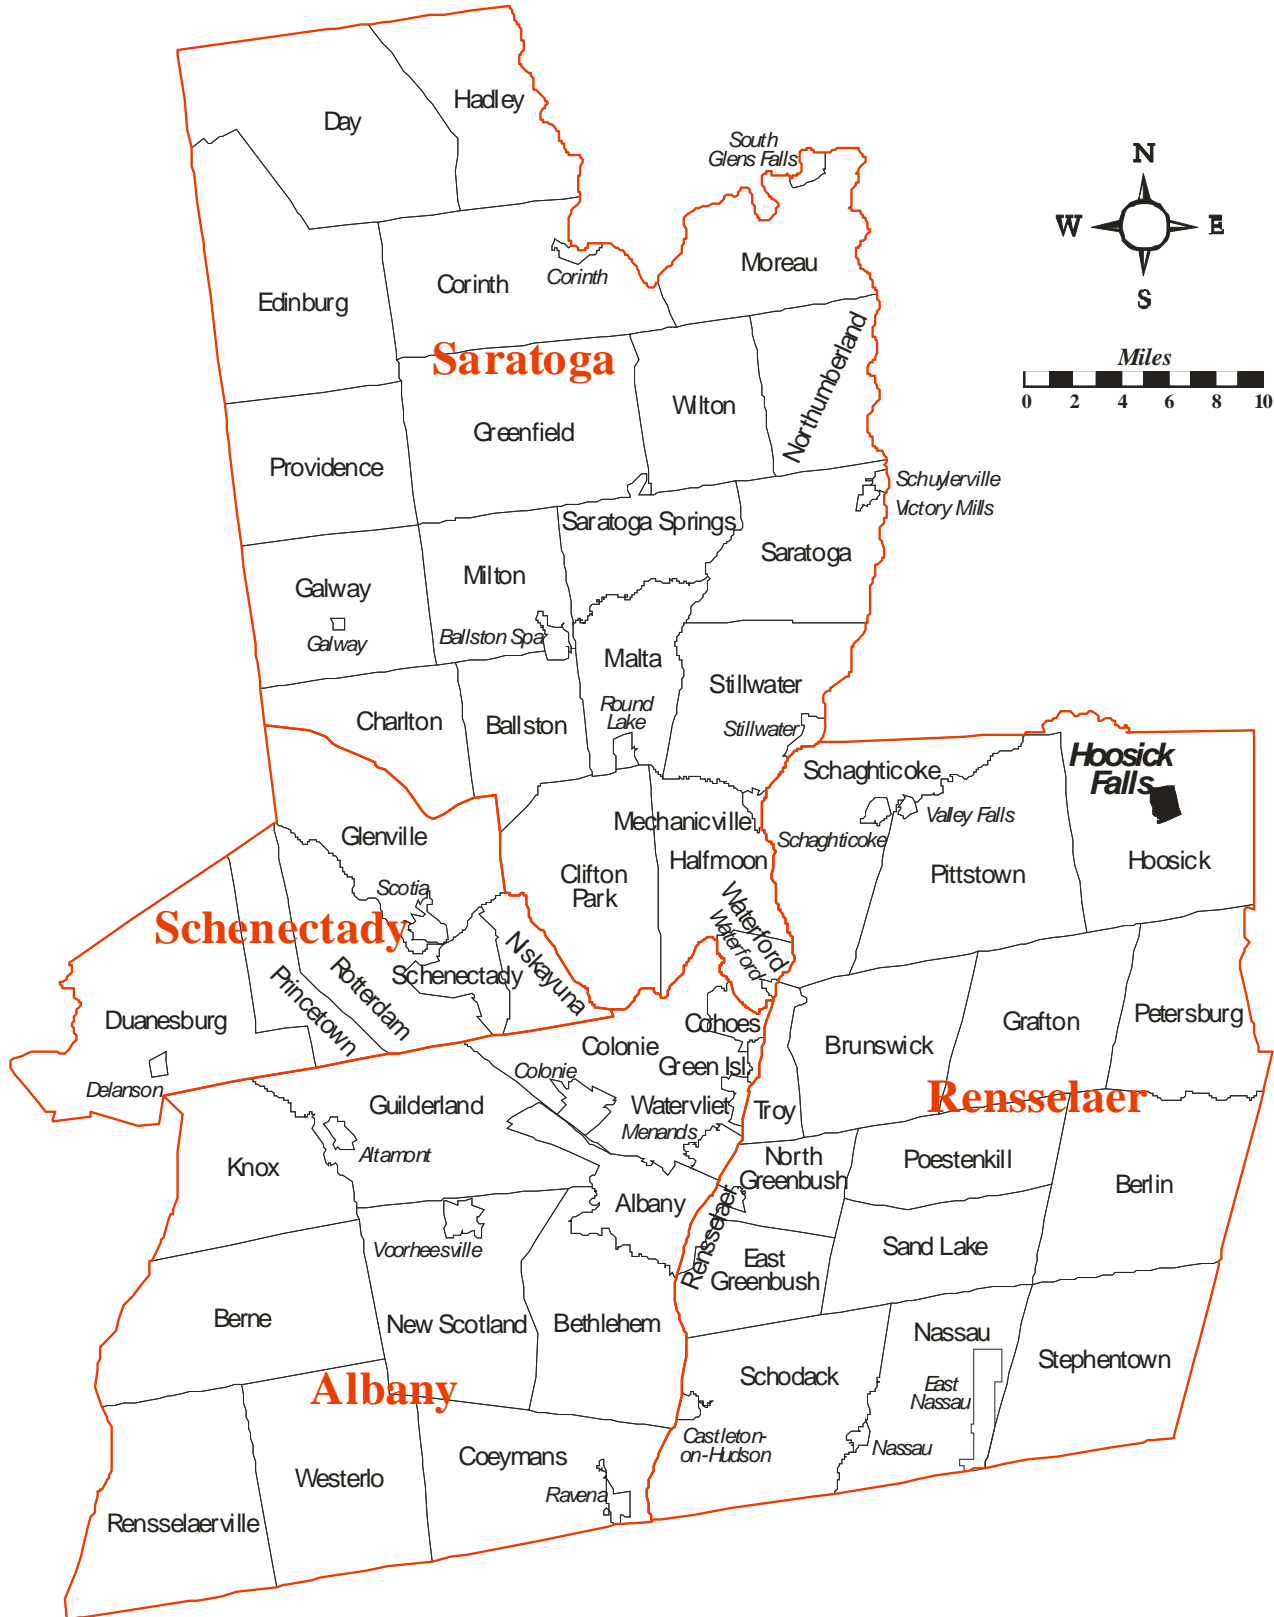 Hadley
Day
South
Glens Falls
N
W
E
S
Moreau
Corinth
Corinth
Edinburg
Saratoga
Northumberland
Miles
0 2 4 6 8 10
Wilton
Greenfield
Providence
Schuylerville
Victory Mills
Saratoga Springs
Saratoga
Milton
Galway
Galway
Ballston Spa
Malta
Stillwater
Round
Lake
Stillwater
Charlton
Ballston
Hoosick
Falls
Schaghticoke
Valley Falls
Schaghticoke
Mechanicville
Glenville
Halfmoon
Hoosick
Clifton
Park
Pittstown
Scotia
Waterford
Waterford
Schenectady
Niskayuna
Schenectady
Rotterdam
Princetown
Duanesburg
Delanson
Cohoes
Colonie
Green Isl.
Colonie
Watervliet
Menands
Troy
Brunswick
Grafton
Petersburg
Rensselaer
Guilderland
Altamont
Knox
North
Greenbush
Poestenkill
Berlin
Albany
Rensselaer
Voorheesville
East
Greenbush
Sand Lake
Berne
New Scotland
Bethlehem
Nassau
Stephentown
Schodack
East
Nassau
Albany
Castleton-
on-Hudson
Nassau
Coeymans
Westerlo
Ravena
Rensselaerville